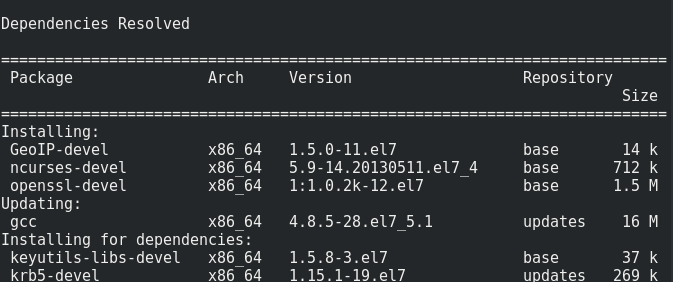 Dependencies Resolved
================================================================================
 Package               Arch     Version                   Repository
                                                                     Size
================================================================================
Installing:
 GeoIP-devel           x86_64   1.5.0-11.el7              base       14 k
 ncurses-devel         x86_64   5.9-14.20130511.el7_4     base      712 k
 openssl-devel         x86_64   1:1.0.2k-12.el7           base      1.5 M
Updating:
 gcc                   x86_64   4.8.5-28.el7_5.1          updates    16 M
Installing for dependencies:
 keyutils-libs-devel   x86_64   1.5.8-3.el7               base       37 k
 krb5-devel            x86_64   1.15.1-19.el7             updates   269 k